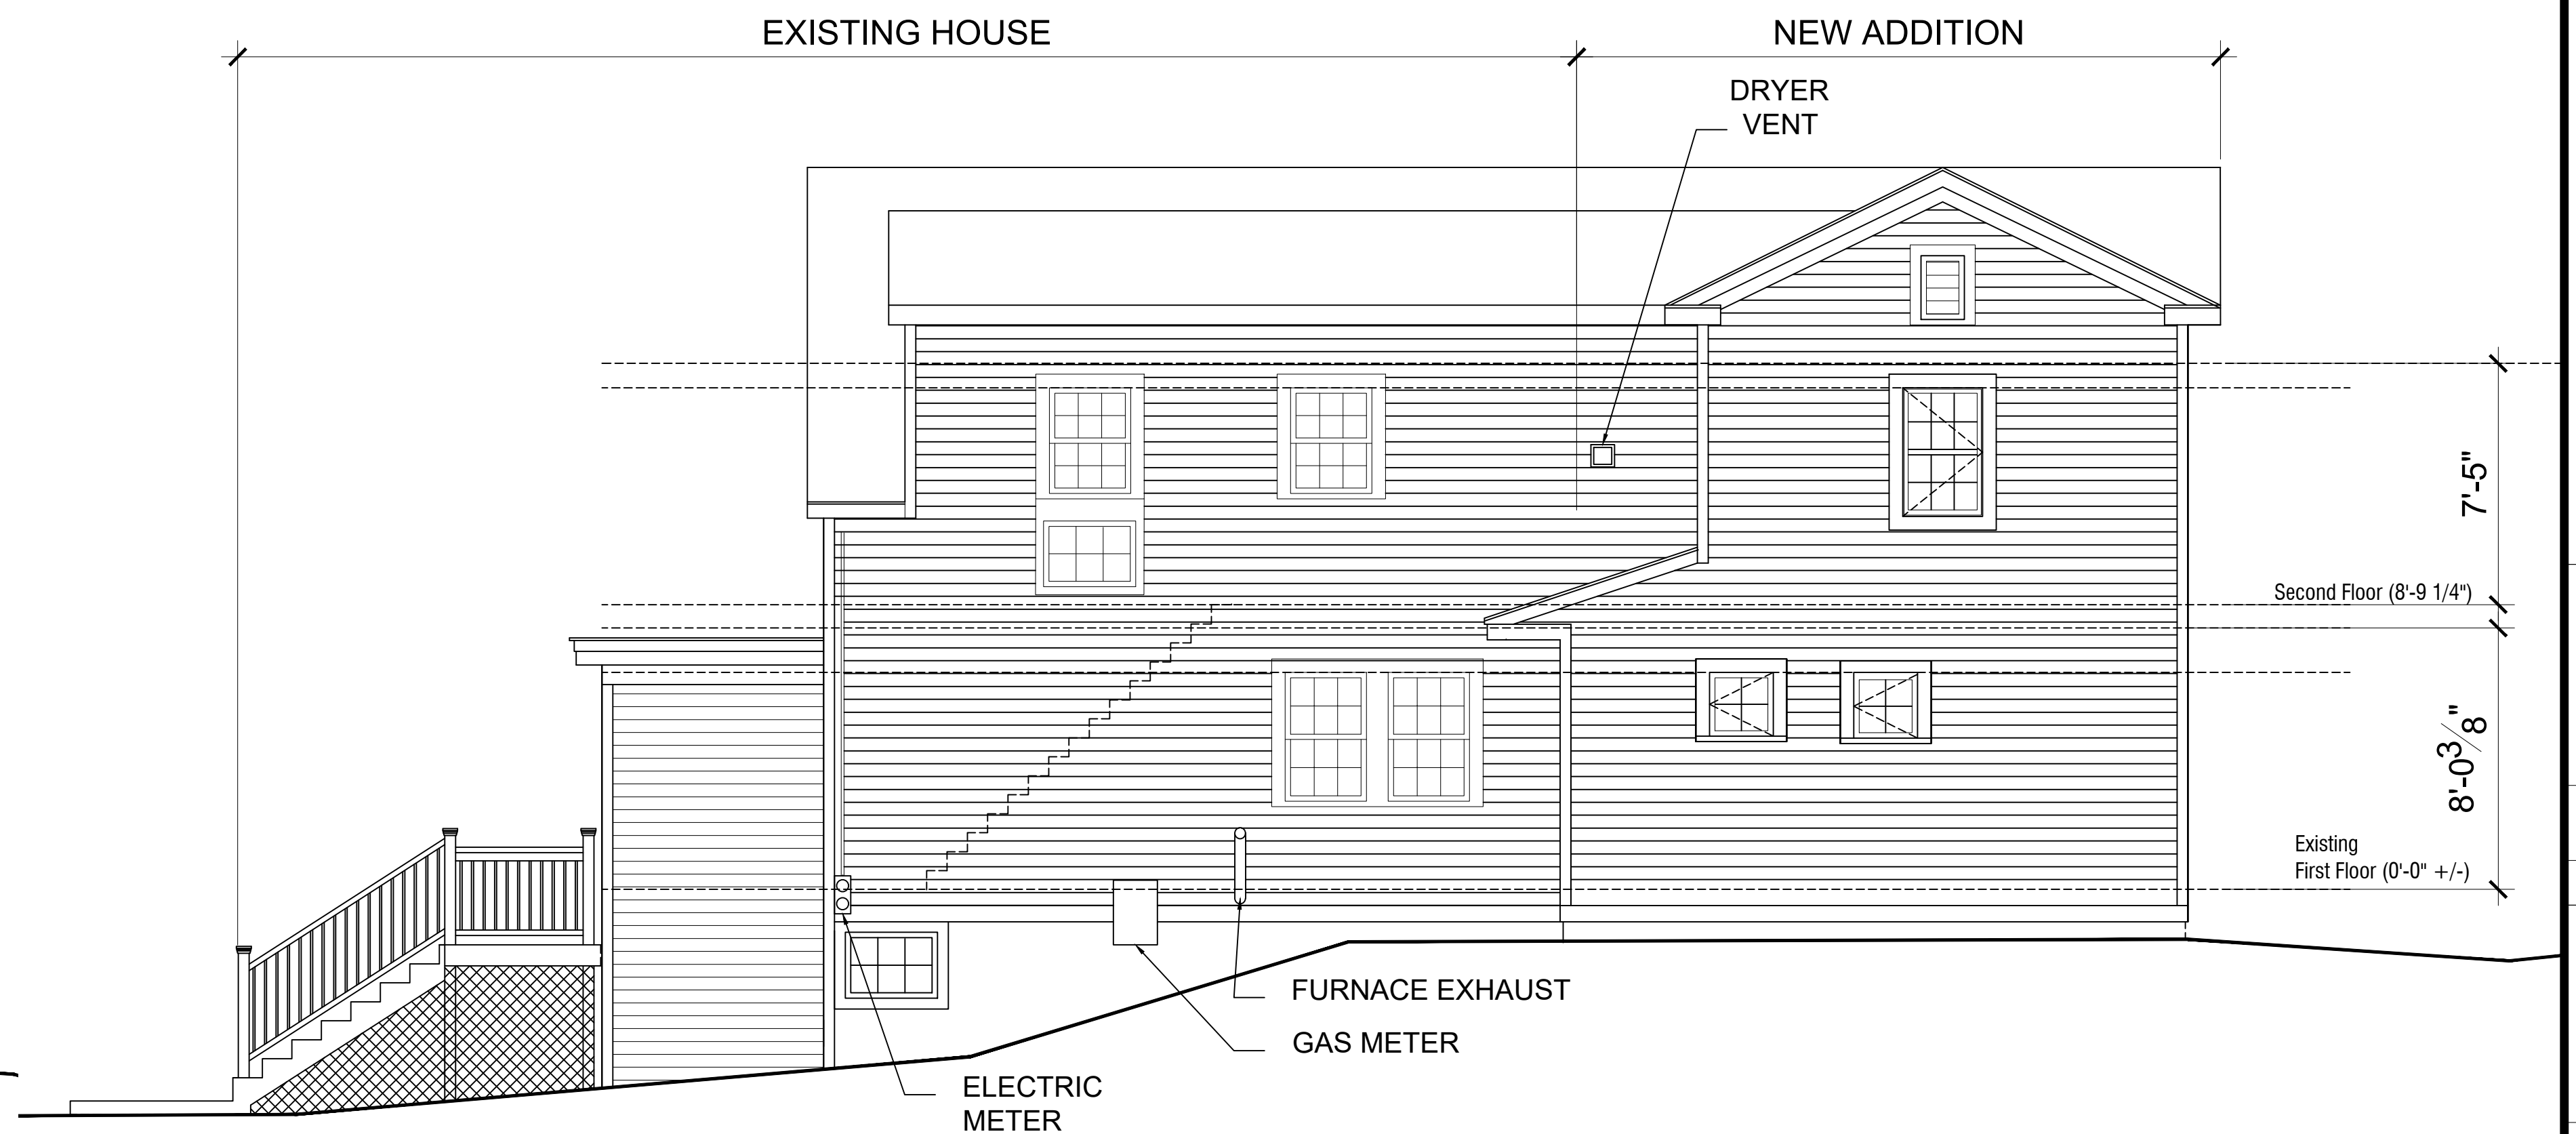 EXISTING HOUSE
NEW ADDITION
DRYER
VENT
7'-5"
Second Floor (8'-9 1/4")
8'-0 3/8"
Existing
First Floor (0'-0" +/-)
FURNACE EXHAUST
GAS METER
ELECTRIC
METER